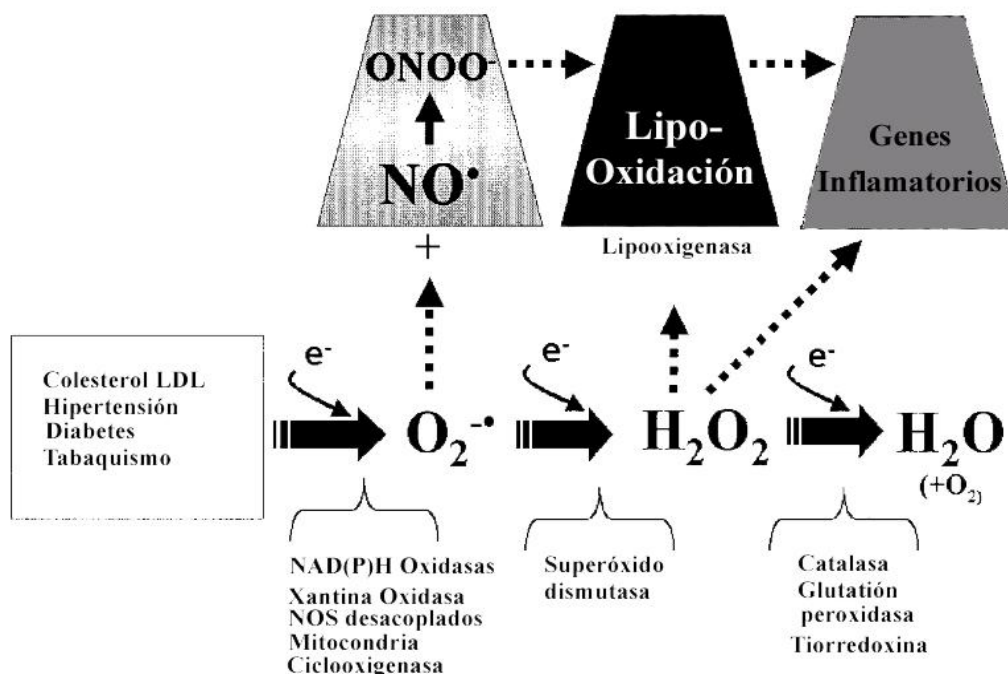 ONOO⁻
NO•
+
Lipo-
Oxidación
Lipooxigenasa
Genes
Inflamatorios
Colesterol LDL
Hipertensión
Diabetes
Tabaquismo
e⁻
O₂⁻•
e⁻
H₂O₂
e⁻
H₂O
(+O₂)
NAD(P)H Oxidasas
Xantina Oxidasa
NOS desacoplados
Mitocondria
Ciclooxigenasa
Superóxido
dismutasa
Catalasa
Glutatión
peroxidasa
Tiorredoxina